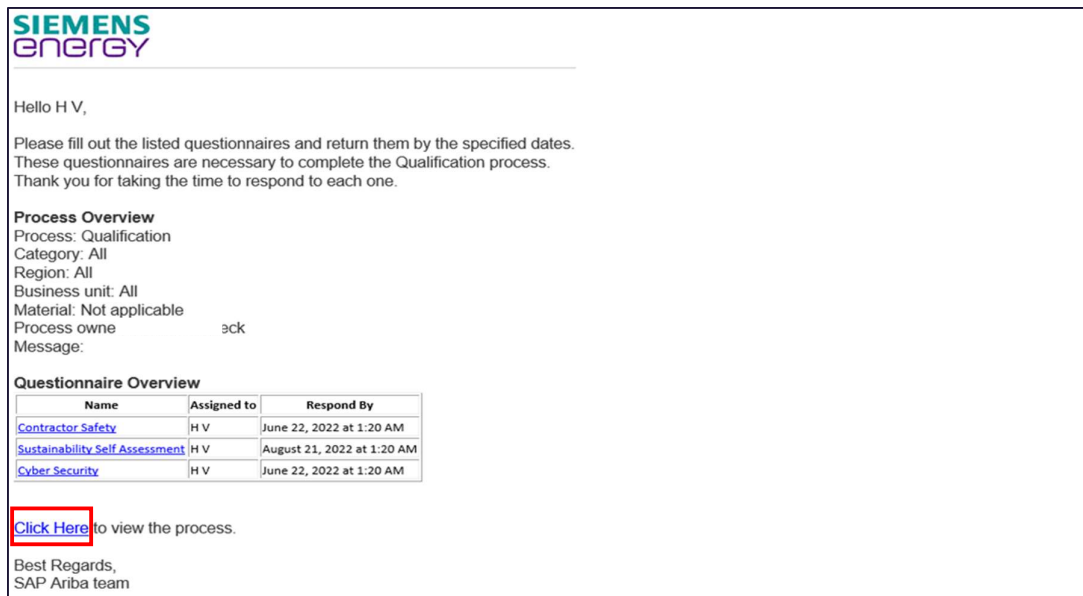 SIEMENS
energy
Hello H V,
Please fill out the listed questionnaires and return them by the specified dates.
These questionnaires are necessary to complete the Qualification process.
Thank you for taking the time to respond to each one.
Process Overview
Process: Qualification
Category: All
Region: All
Business unit: All
Material: Not applicable
Process owne
Message:
Questionnaire Overview
Name Assigned to Respond By
Contractor Safety H V June 22, 2022 at 1:20 AM
Sustainability Self Assessment H V August 21, 2022 at 1:20 AM
Cyber Security H V June 22, 2022 at 1:20 AM
Click Here to view the process.
Best Regards,
SAP Ariba team